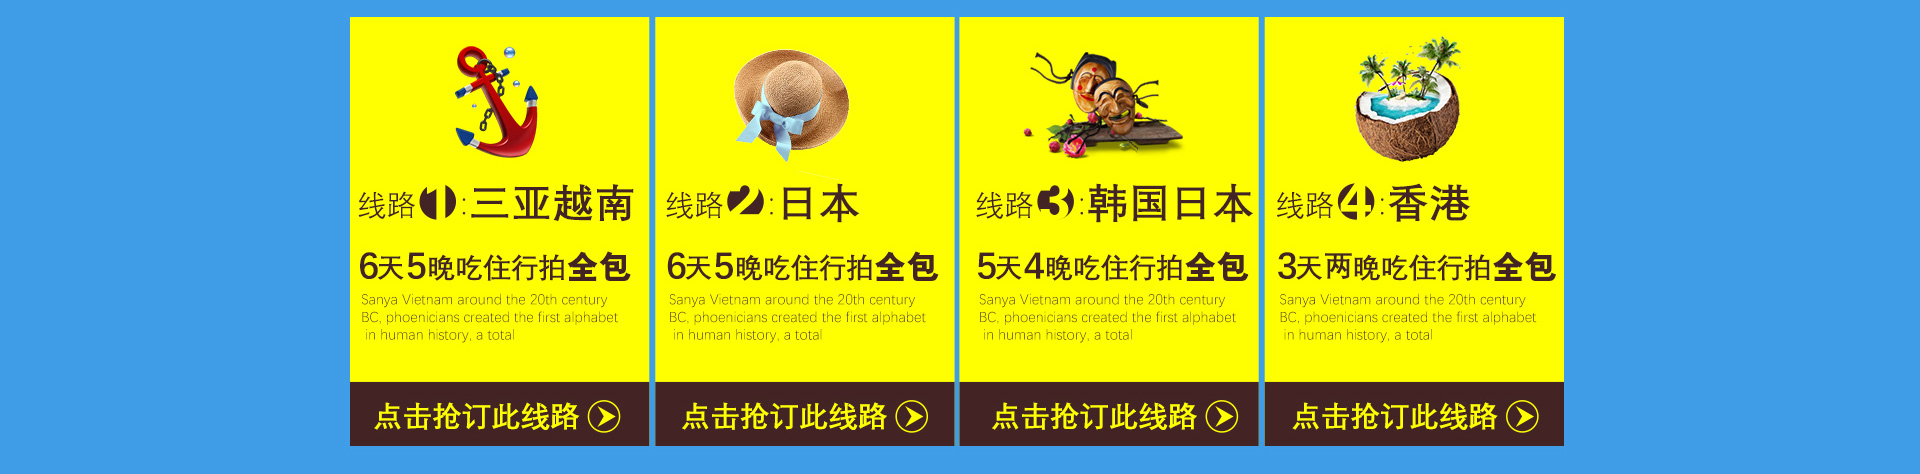 线路1:三亚越南
6天5晚吃住行拍全包
Sanya Vietnam around the 20th century
BC, phoenicians created the first alphabet
in human history, a total
点击抢订此线路
线路2:日本
6天5晚吃住行拍全包
Sanya Vietnam around the 20th century
BC, phoenicians created the first alphabet
in human history, a total
点击抢订此线路
线路3:韩国日本
5天4晚吃住行拍全包
Sanya Vietnam around the 20th century
BC, phoenicians created the first alphabet
in human history, a total
点击抢订此线路
线路4:香港
3天两晚吃住行拍全包
Sanya Vietnam around the 20th century
BC, phoenicians created the first alphabet
in human history, a total
点击抢订此线路